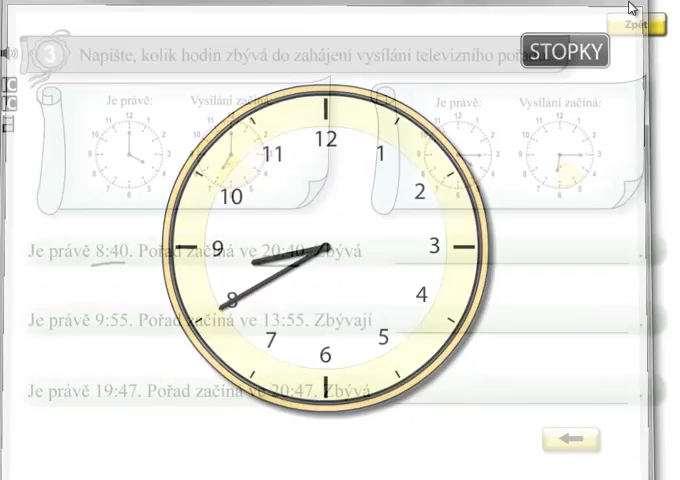 Zpět
STOPKY
3 Napište, kolik hodin zbývá do zahájení vysílání televizního
Je právě: Vysílání začíná: Je právě: Vysílání začíná:
12
11 1
10 2
9 3
8 4
7 5
6
Je právě 8:40. Pořad začíná ve 20:40. Zbývá
Je právě 9:55. Pořad začíná ve 13:55. Zbývají
Je právě 19:47. Pořad začíná ve 20:47. Zbývá